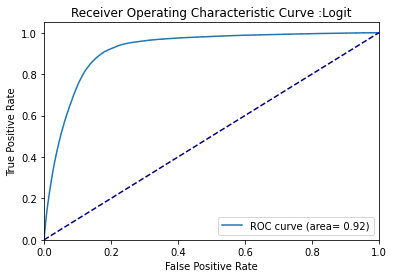 Receiver Operating Characteristic Curve :Logit
1.0
0.8
0.6
0.4
0.2
0.0
True Positive Rate
ROC curve (area= 0.92)
0.0 0.2 0.4 0.6 0.8 1.0
False Positive Rate